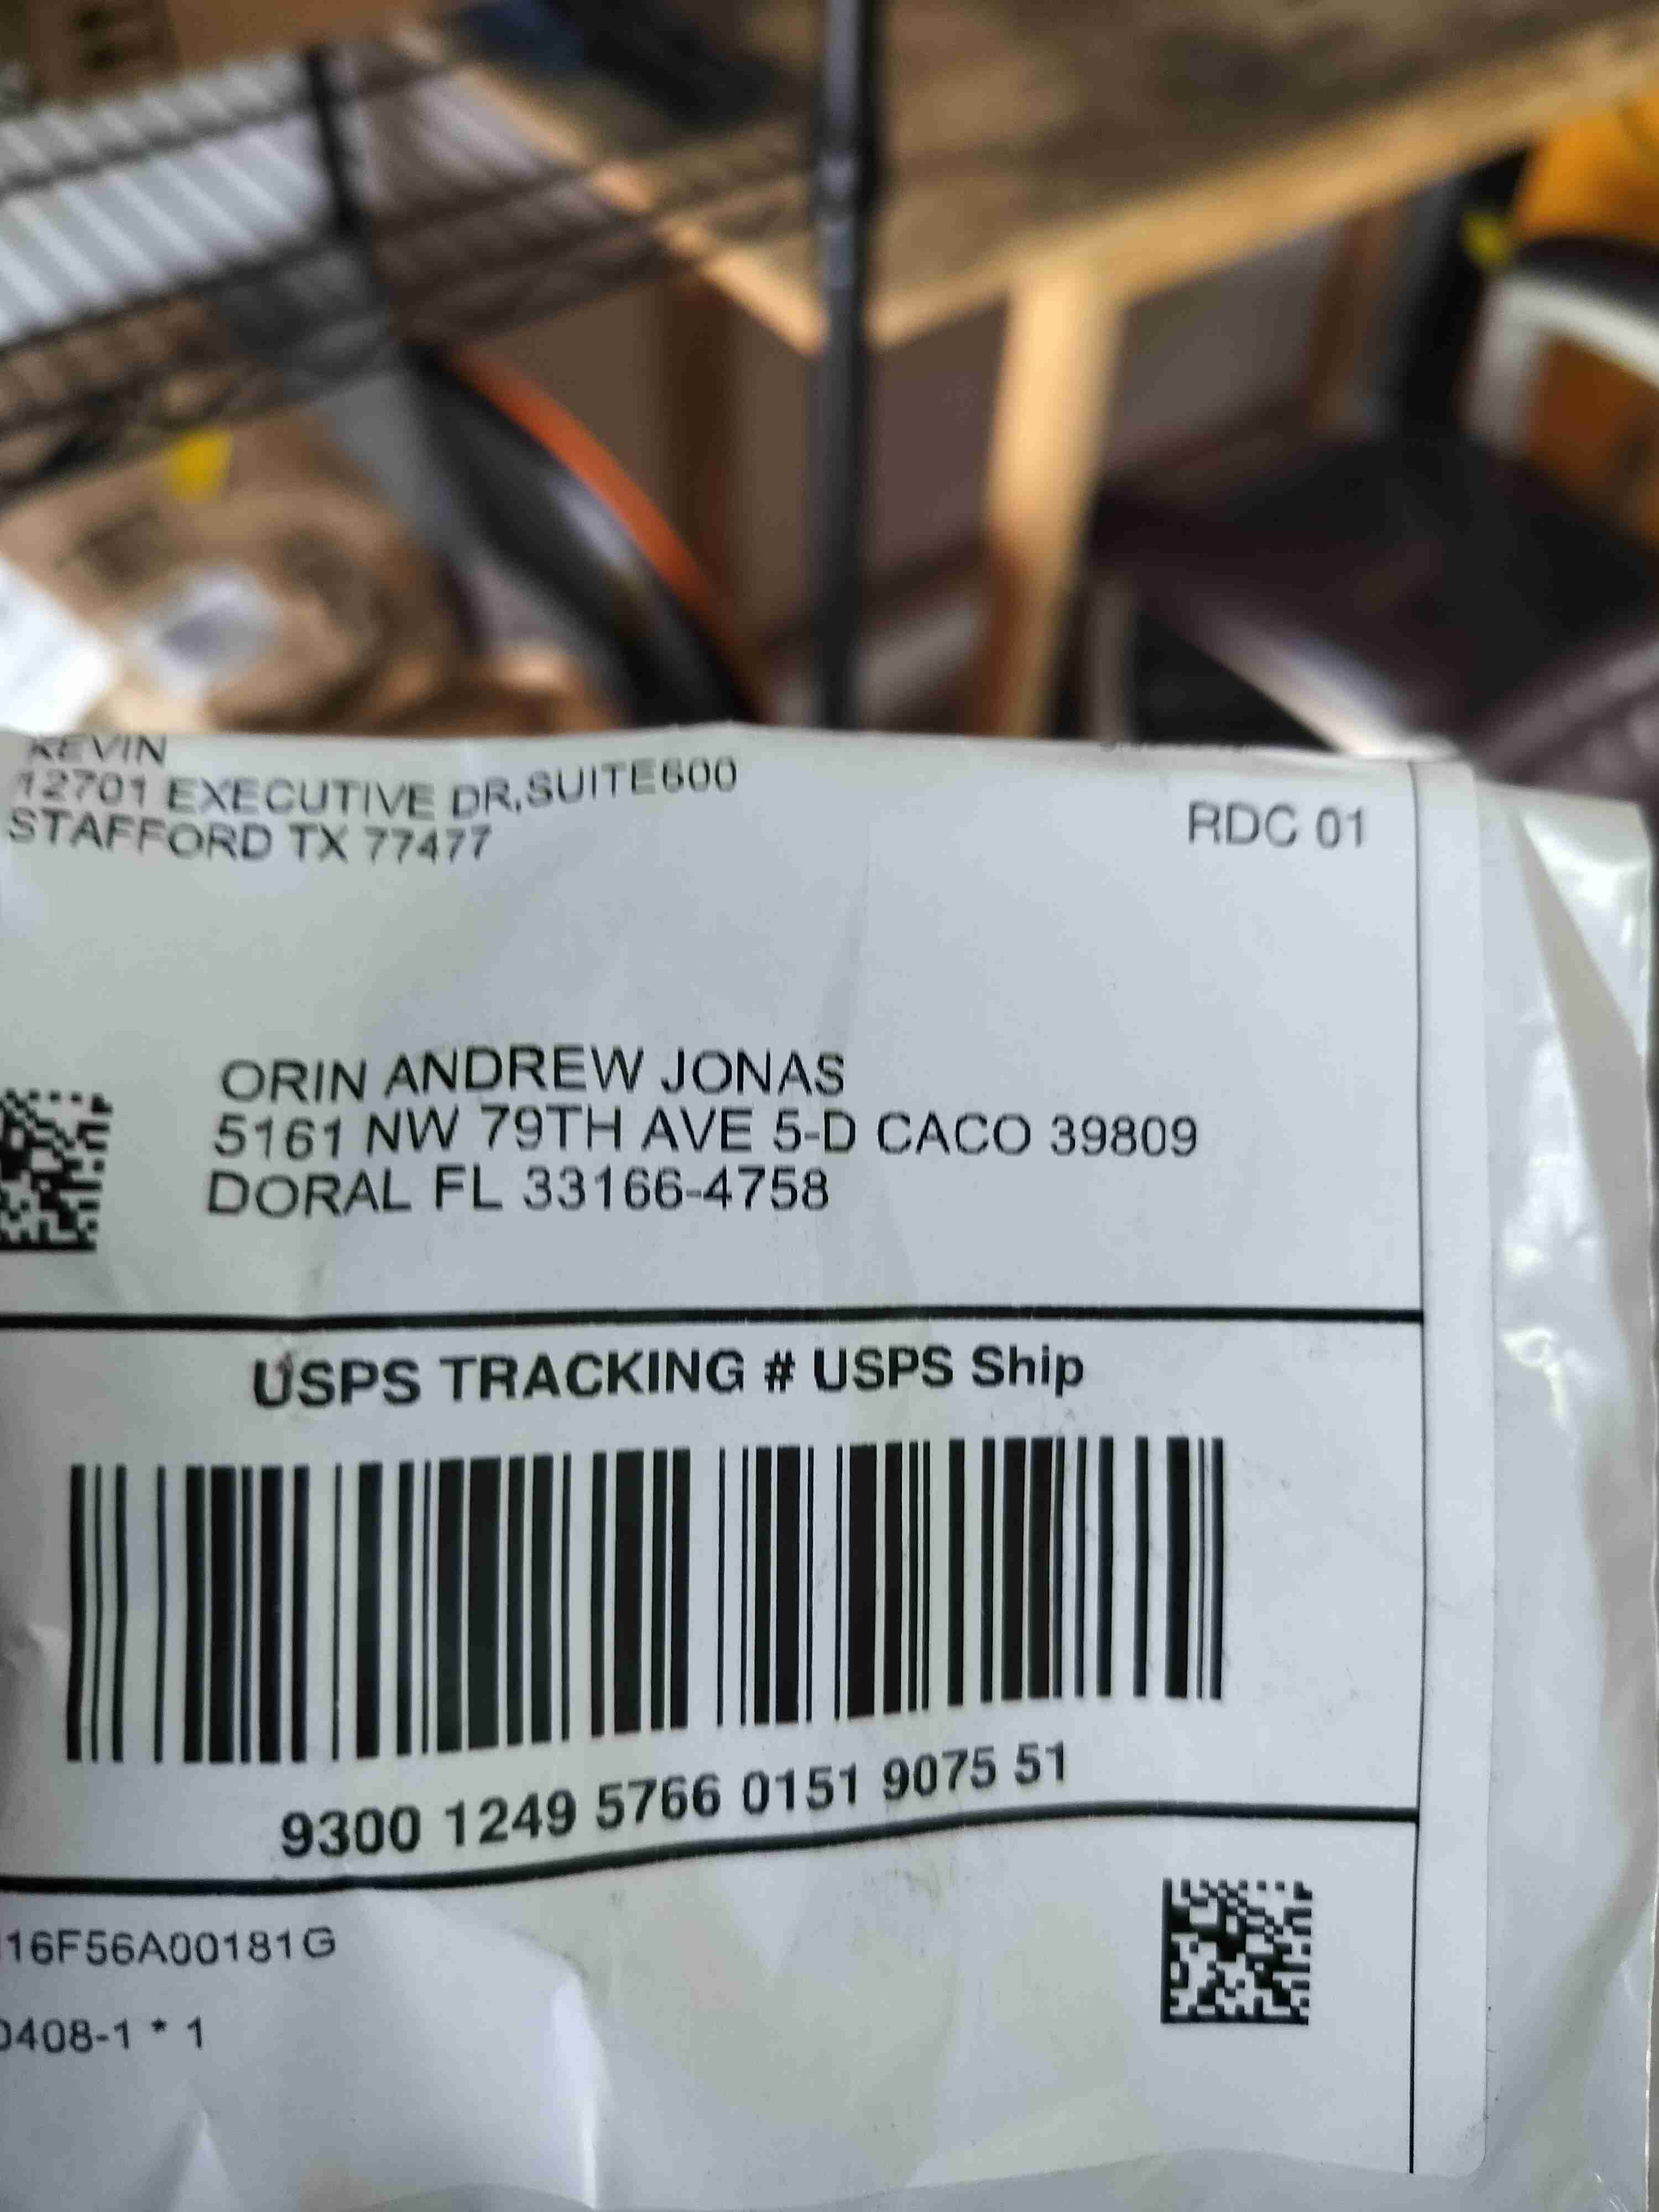 KEVIN
12701 EXECUTIVE DR,SUITE600
STAFFORD TX 77477
RDC 01
ORIN ANDREW JONAS
5161 NW 79TH AVE 5-D CACO 39809
DORAL FL 33166-4758
USPS TRACKING # USPS Ship
9300 1249 5766 0151 9075 51
16F56A00181G
0408-1 * 1